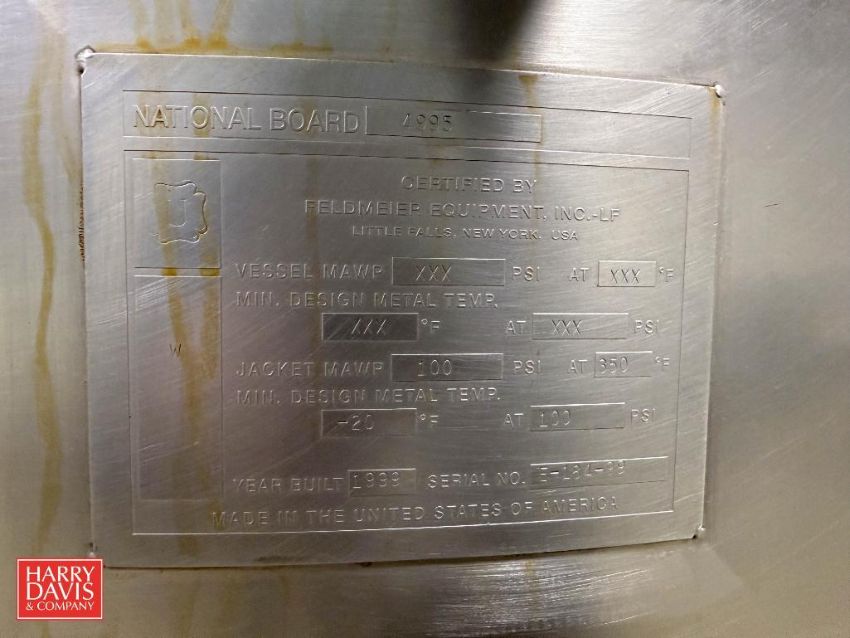 NATIONAL BOARD 4995
CERTIFIED BY
FELDMEIER EQUIPMENT, INC.-LF
LITTLE FALLS, NEW YORK, USA
VESSEL MAWP XXX PSI AT XXX °F
MIN. DESIGN METAL TEMP.
XXX °F AT XXX PSI
W
JACKET MAWP 100 PSI AT 350 °F
MIN. DESIGN METAL TEMP.
-20 °F AT 100 PSI
YEAR BUILT 1999 SERIAL NO. E-184-99
MADE IN THE UNITED STATES OF AMERICA
HARRY
DAVIS
& COMPANY